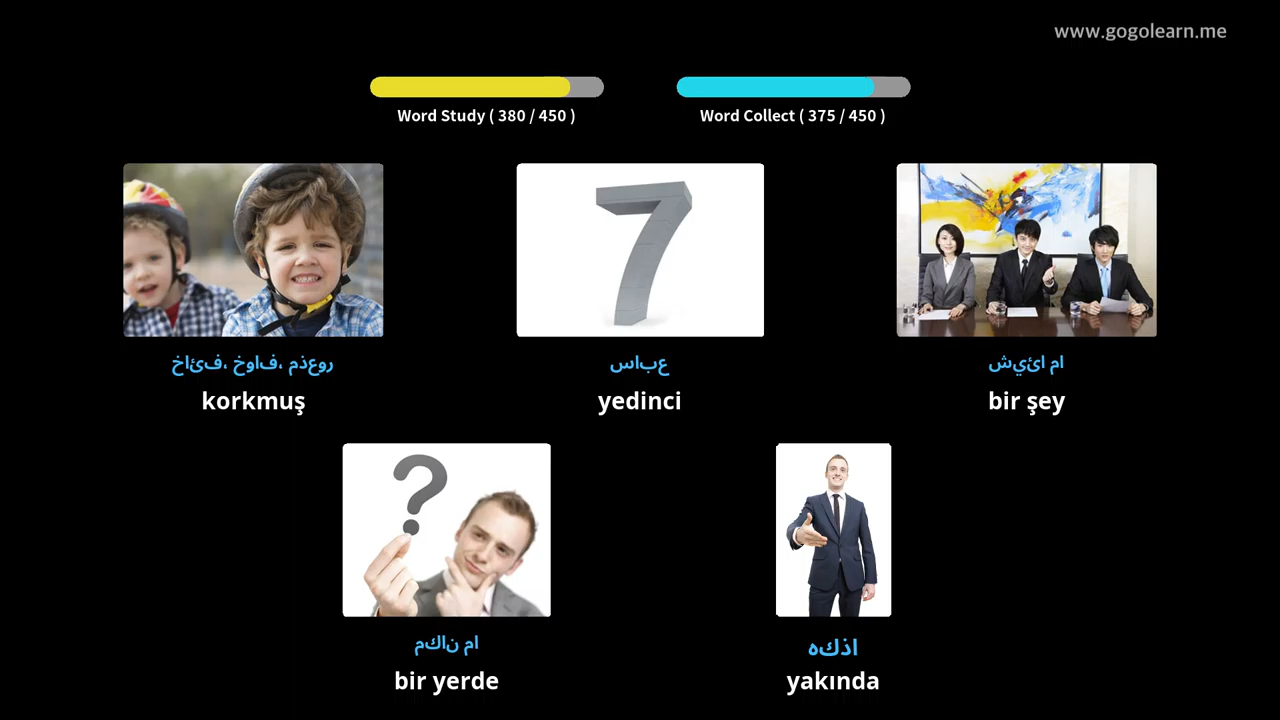 www.gogolearn.me
Word Study ( 380 / 450 )
Word Collect ( 375 / 450 )
خائف، خواف، مذعور
korkmuş
سابع
yedinci
شيئا ما
bir şey
مكان ما
bir yerde
هكذا
yakında